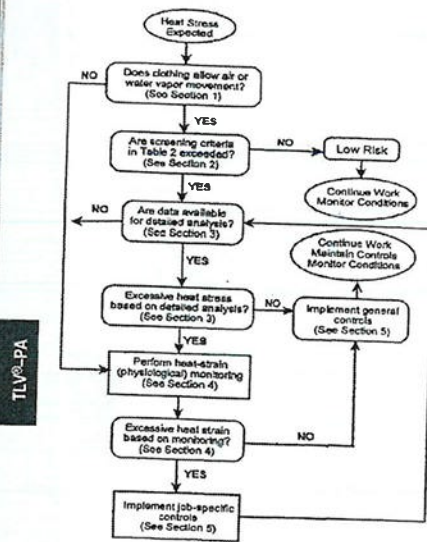 Heat Stress
Expected
NO
Does clothing allow air or
water vapor movement?
(See Section 1)
YES
Are screening criteria
in Table 2 exceeded?
(See Section 2)
NO
Low Risk
YES
Continue Work
Monitor Conditions
NO
Are data available
for detailed analysis?
(See Section 3)
YES
Continue Work
Maintain Controls
Monitor Conditions
Excessive heat stress
based on detailed analysis?
(See Section 3)
NO
Implement general
controls
(See Section 5)
YES
Perform heat-strain
(physiological) monitoring
(See Section 4)
Excessive heat strain
based on monitoring?
(See Section 4)
NO
YES
Implement job-specific
controls
(See Section 5)
TLV®-PA